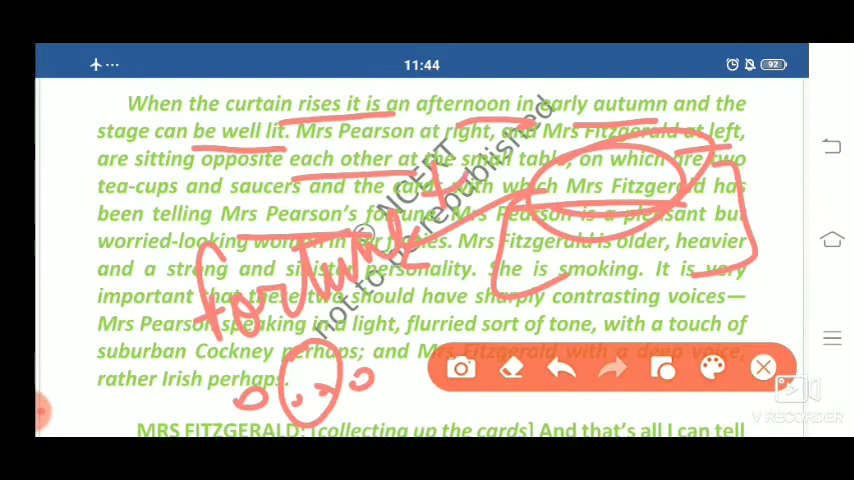 11:44
92
When the curtain rises it is an afternoon in early autumn and the
stage can be well lit. Mrs Pearson at right, and Mrs Fitzgerald at left,
are sitting opposite each other at the small table, on which are two
tea-cups and saucers and the cards with which Mrs Fitzgerald has
been telling Mrs Pearson's fortune. Mrs Pearson is a pleasant but
worried-looking woman in her fifties. Mrs Fitzgerald is older, heavier
and a strong and sinister personality. She is smoking. It is very
important that these two should have sharply contrasting voices—
Mrs Pearson speaking in a light, flurried sort of tone, with a touch of
suburban Cockney perhaps; and Mrs Fitzgerald with a deep voice,
rather Irish perhaps.
MRS FITZGERALD: [collecting up the cards] And that's all I can tell
© NCERT
not to be republished
fortune
V RECORDER